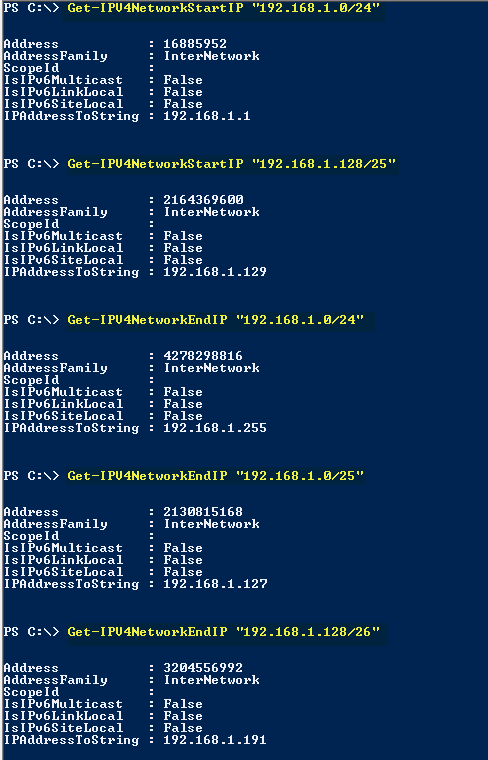 PS C:\> Get-IPV4NetworkStartIP "192.168.1.0/24"
Address : 16885952
AddressFamily : InterNetwork
ScopeId :
IsIPv6Multicast : False
IsIPv6LinkLocal : False
IsIPv6SiteLocal : False
IPAddressToString : 192.168.1.1
PS C:\> Get-IPV4NetworkStartIP "192.168.1.128/25"
Address : 2164369600
AddressFamily : InterNetwork
ScopeId :
IsIPv6Multicast : False
IsIPv6LinkLocal : False
IsIPv6SiteLocal : False
IPAddressToString : 192.168.1.129
PS C:\> Get-IPV4NetworkEndIP "192.168.1.0/24"
Address : 4278298816
AddressFamily : InterNetwork
ScopeId :
IsIPv6Multicast : False
IsIPv6LinkLocal : False
IsIPv6SiteLocal : False
IPAddressToString : 192.168.1.255
PS C:\> Get-IPV4NetworkEndIP "192.168.1.0/25"
Address : 2130815168
AddressFamily : InterNetwork
ScopeId :
IsIPv6Multicast : False
IsIPv6LinkLocal : False
IsIPv6SiteLocal : False
IPAddressToString : 192.168.1.127
PS C:\> Get-IPV4NetworkEndIP "192.168.1.128/26"
Address : 3204556992
AddressFamily : InterNetwork
ScopeId :
IsIPv6Multicast : False
IsIPv6LinkLocal : False
IsIPv6SiteLocal : False
IPAddressToString : 192.168.1.191